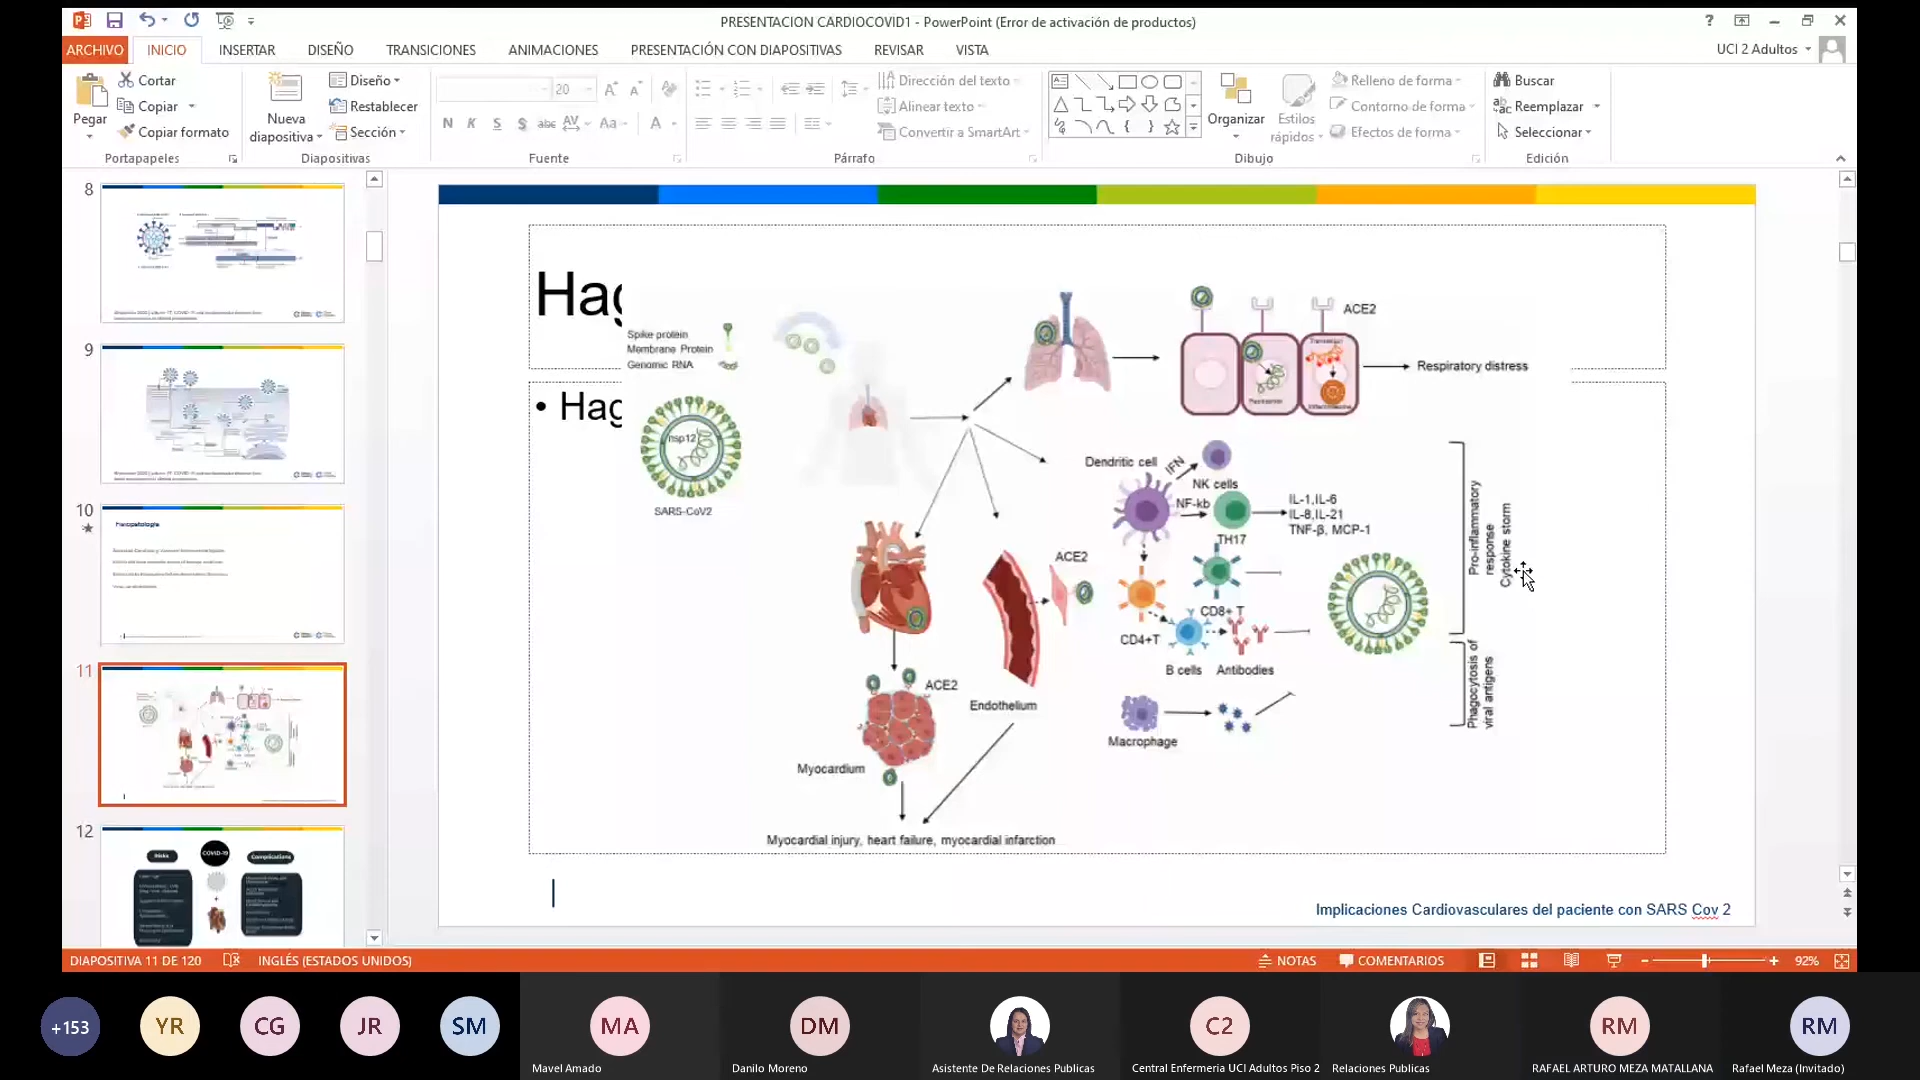 PRESENTACION CARDIOCOVID1 - PowerPoint (Error de activación de productos)
ARCHIVO INICIO INSERTAR DISEÑO TRANSICIONES ANIMACIONES PRESENTACIÓN CON DIAPOSITIVAS REVISAR VISTA UCI 2 Adultos
Pegar
Cortar
Copiar
Copiar formato
Portapapeles
Nueva
diapositiva
Diseño
Restablecer
Sección
Diapositivas
20
N K S S abc AV Aa A
Fuente
Dirección del texto
Alinear texto
Convertir a SmartArt
Párrafo
Organizar
Estilos
rápidos
Relleno de forma
Contorno de forma
Efectos de forma
Dibujo
Buscar
Reemplazar
Seleccionar
Edición
8
9
10
Fisiopatología
11
12
Risks
COVID-19
Complications
Hag
• Hag
Spike protein
Membrane Protein
Genomic RNA
nsp12
SARS-CoV2
ACE2
Respiratory distress
Dendritic cell
IFN
NK cells
NF-kb
TH17
IL-1,IL-6
IL-8,IL-21
TNF-β, MCP-1
CD8+ T
CD4+T
B cells
Antibodies
Macrophage
Pro-inflammatory
response
Cytokine storm
Phagocytosis of
viral antigens
ACE2
Endothelium
ACE2
Myocardium
Myocardial injury, heart failure, myocardial infarction
Implicaciones Cardiovasculares del paciente con SARS Cov 2
DIAPOSITIVA 11 DE 120 INGLÉS (ESTADOS UNIDOS) NOTAS COMENTARIOS 92%
+153 YR CG JR SM MA DM C2 RM RM
Mavel Amado Danilo Moreno Asistente De Relaciones Publicas Central Enfermeria UCI Adultos Piso 2 Relaciones Publicas RAFAEL ARTURO MEZA MATALLANA Rafael Meza (Invitado)